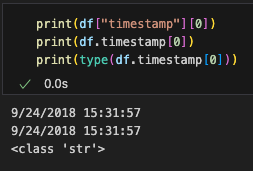 print(df["timestamp"][0])
print(df.timestamp[0])
print(type(df.timestamp[0]))
0.0s
9/24/2018 15:31:57
9/24/2018 15:31:57
<class 'str'>